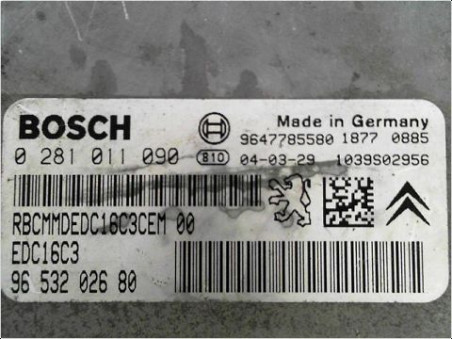 BOSCH Made in Germany
9647785580 1877 0885
0 281 011 090 810 04-03-29 1039S02956
RBCMMDEDC16C3CEM 00
EDC16C3
96 532 026 80